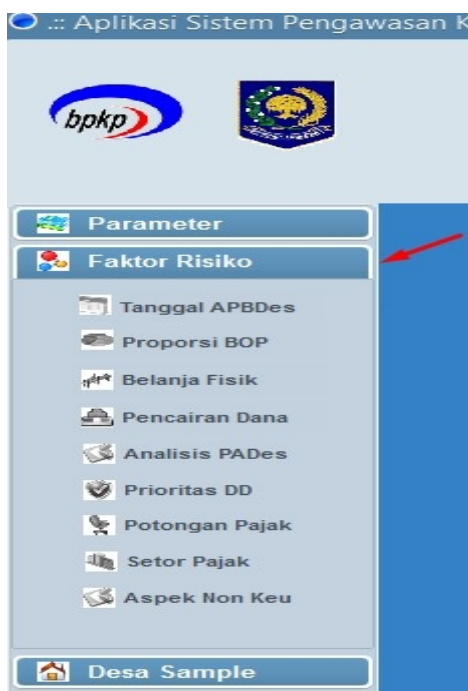 .:: Aplikasi Sistem Pengawasan K
bpkp
Parameter
Faktor Risiko
Tanggal APBDes
Proporsi BOP
Belanja Fisik
Pencairan Dana
Analisis PADes
Prioritas DD
Potongan Pajak
Setor Pajak
Aspek Non Keu
Desa Sample